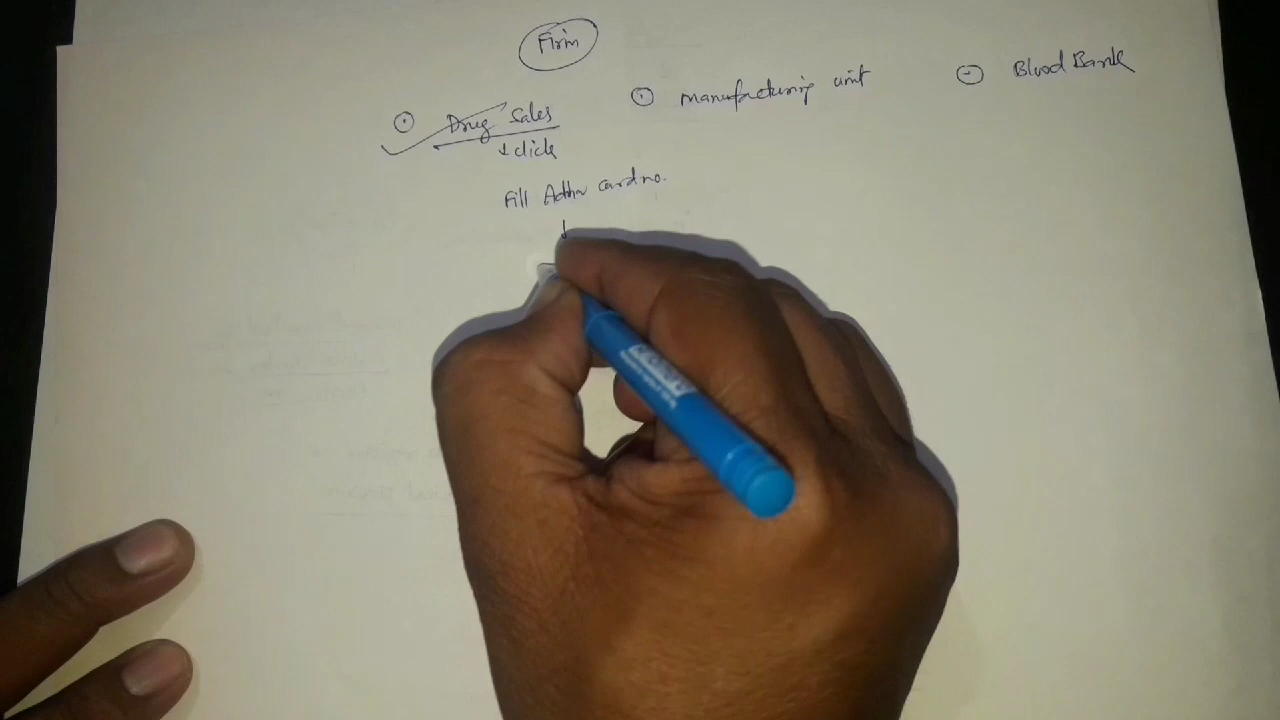 Firm
Drug Sales
manufacturing unit
Blood Bank
click
Fill Adhar card no.